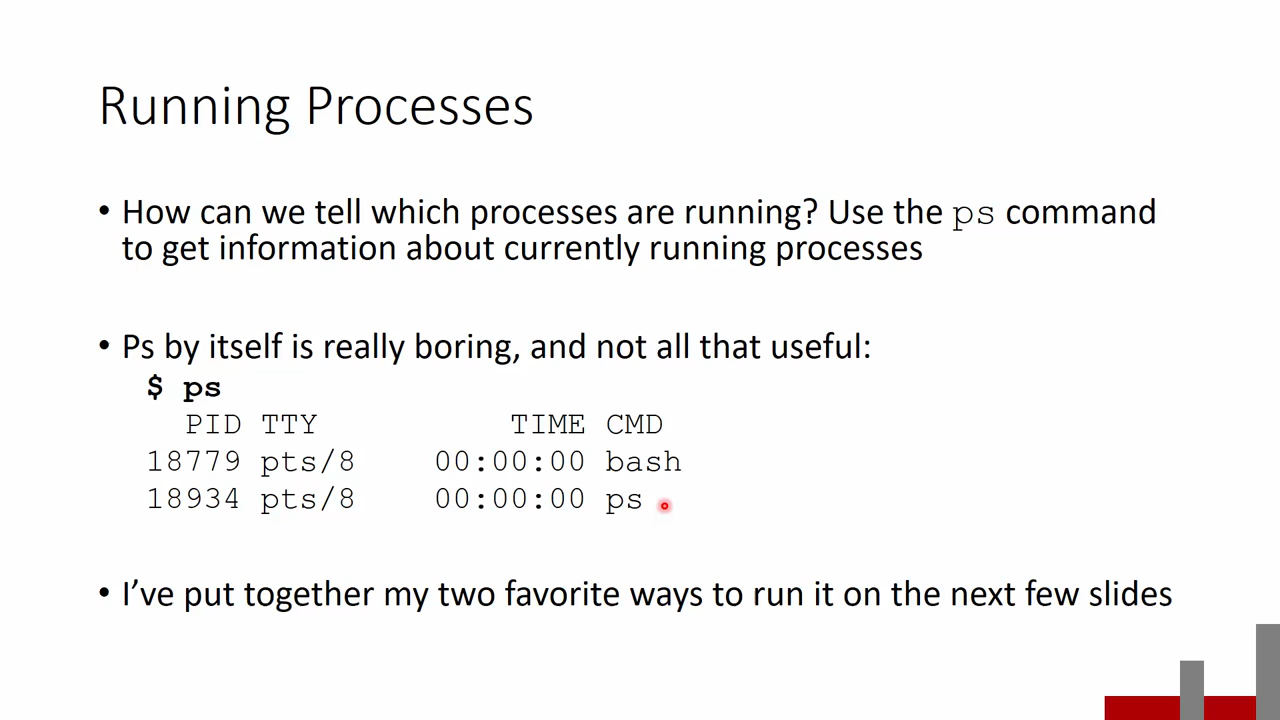 Running Processes
• How can we tell which processes are running? Use the ps command
to get information about currently running processes
• Ps by itself is really boring, and not all that useful:
$ ps
PID TTY TIME CMD
18779 pts/8 00:00:00 bash
18934 pts/8 00:00:00 ps
• I’ve put together my two favorite ways to run it on the next few slides